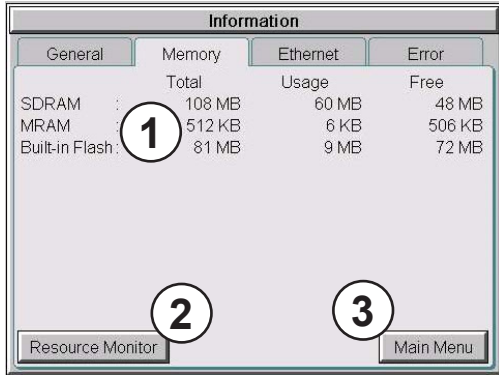 Information
General Memory Ethernet Error
Total Usage Free
SDRAM : 108 MB 60 MB 48 MB
MRAM : 512 KB 6 KB 506 KB
Built-in Flash : 81 MB 9 MB 72 MB
1
2 3
Resource Monitor Main Menu